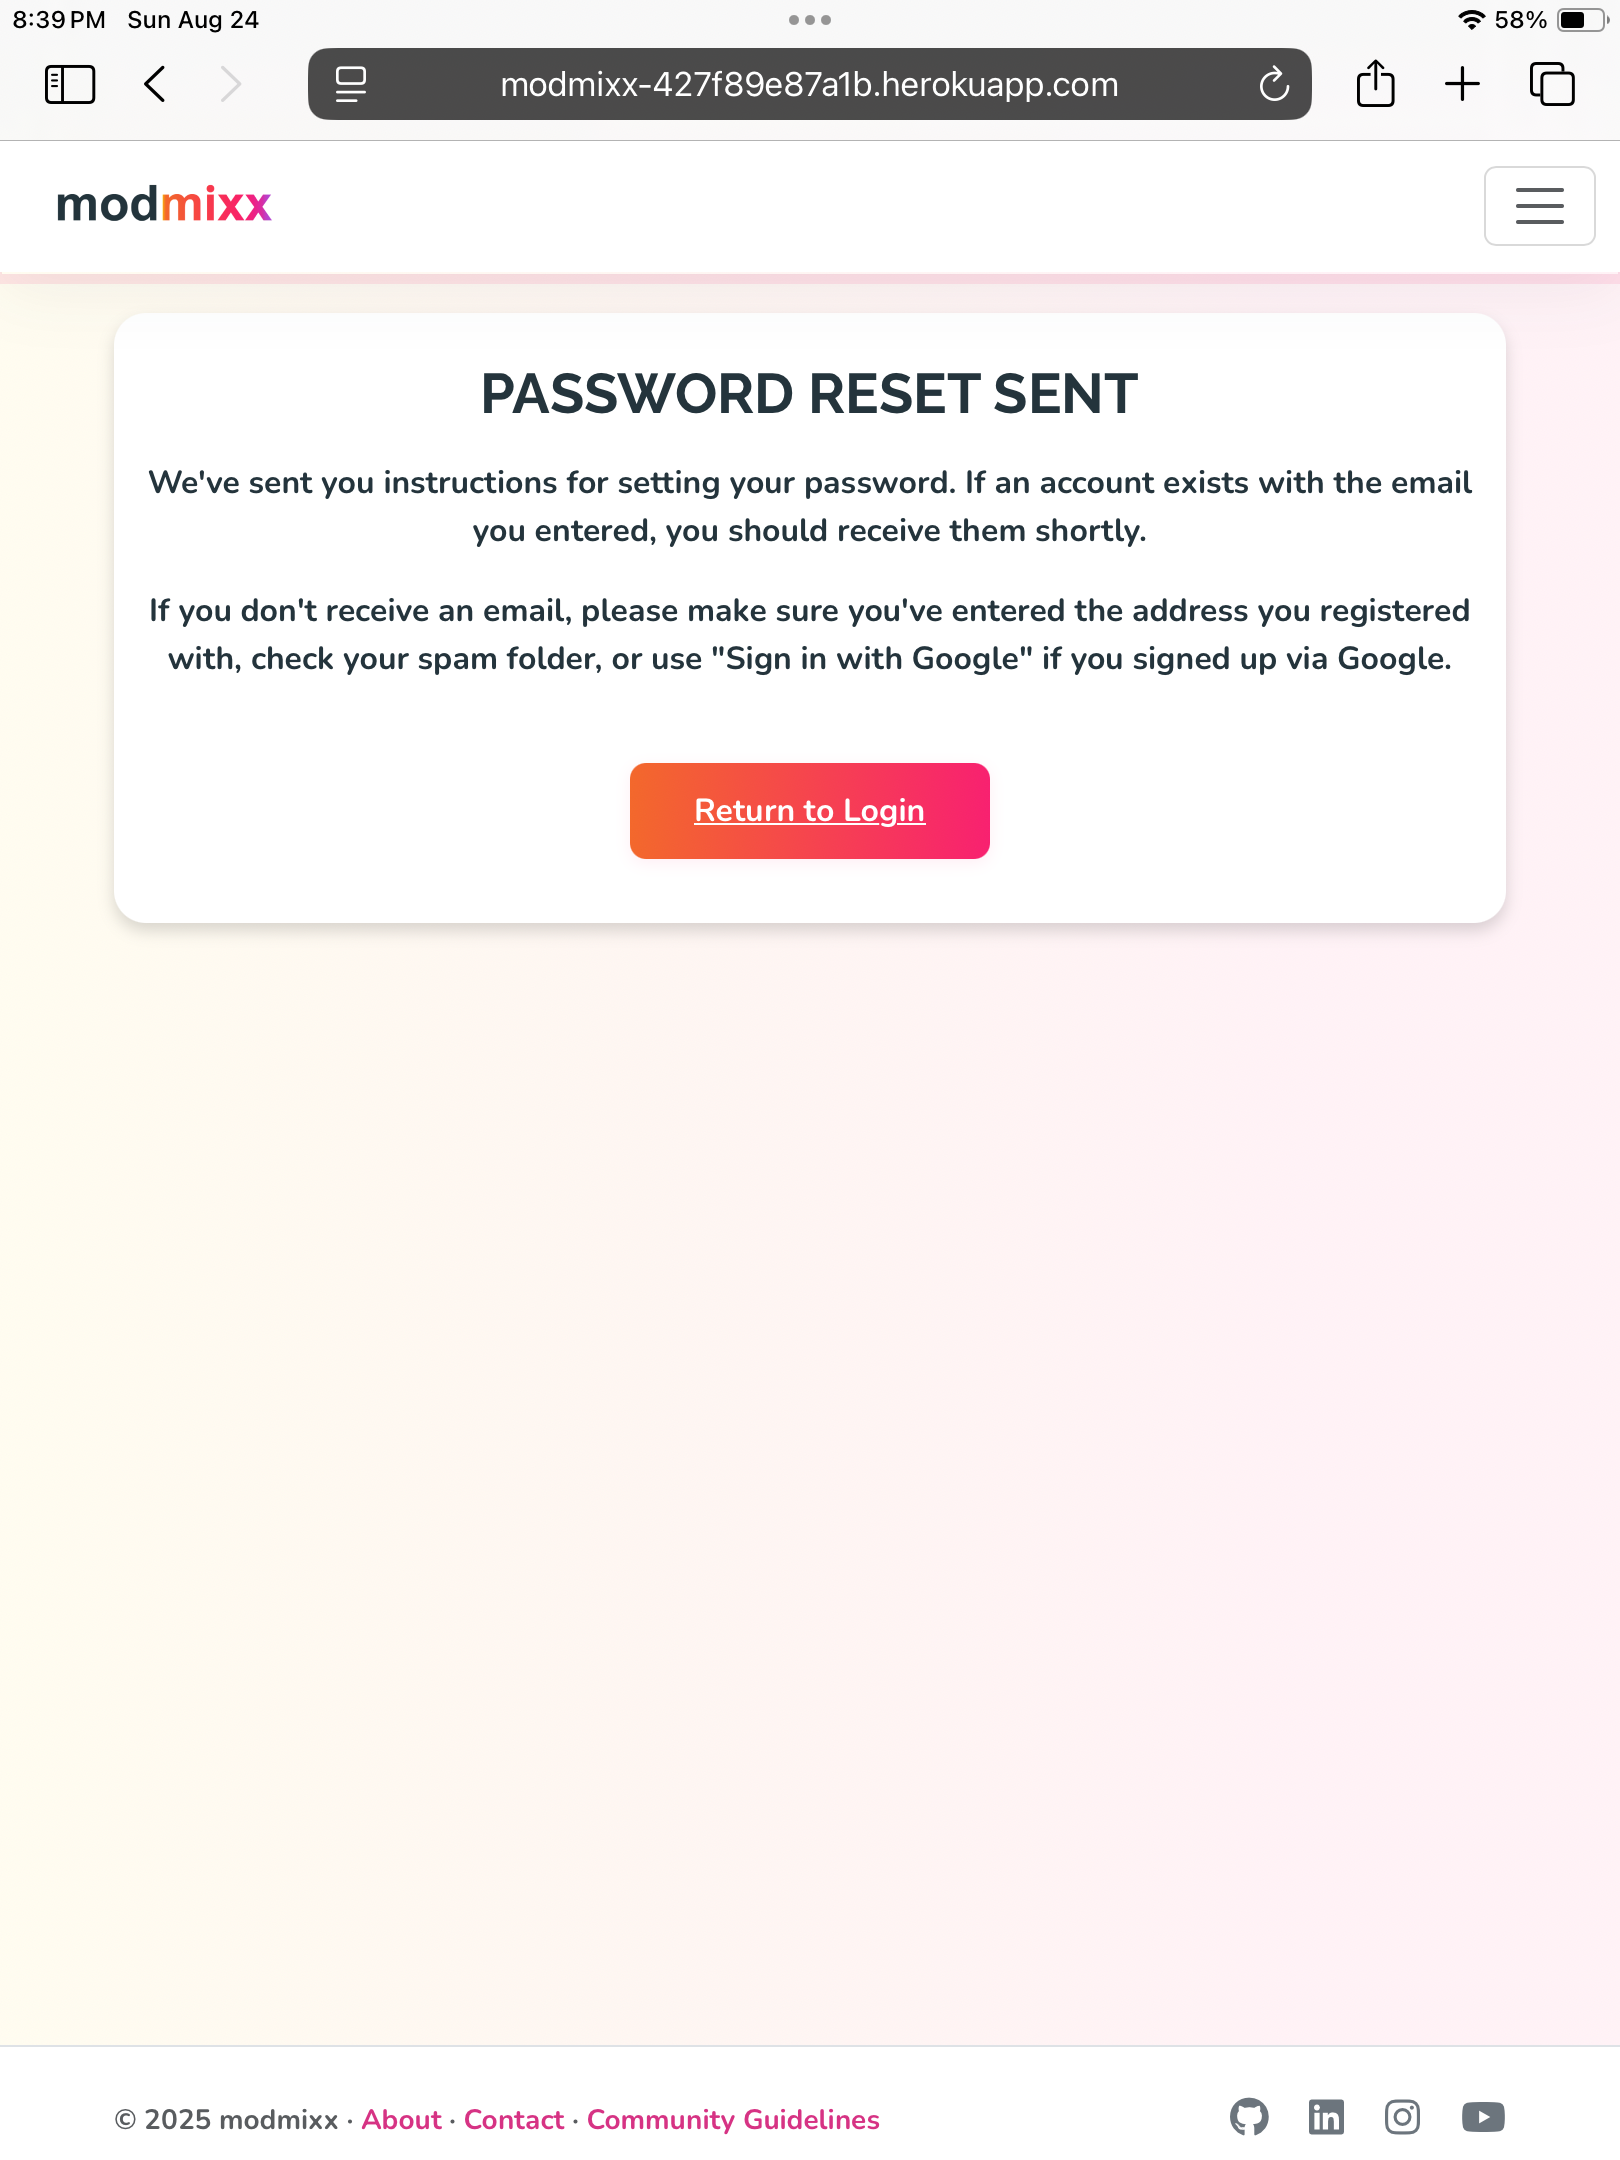 8:39 PM Sun Aug 24 58%
modmixx-427f89e87a1b.herokuapp.com
modmixx
PASSWORD RESET SENT
We've sent you instructions for setting your password. If an account exists with the email
you entered, you should receive them shortly.
If you don't receive an email, please make sure you've entered the address you registered
with, check your spam folder, or use "Sign in with Google" if you signed up via Google.
Return to Login
© 2025 modmixx · About · Contact · Community Guidelines